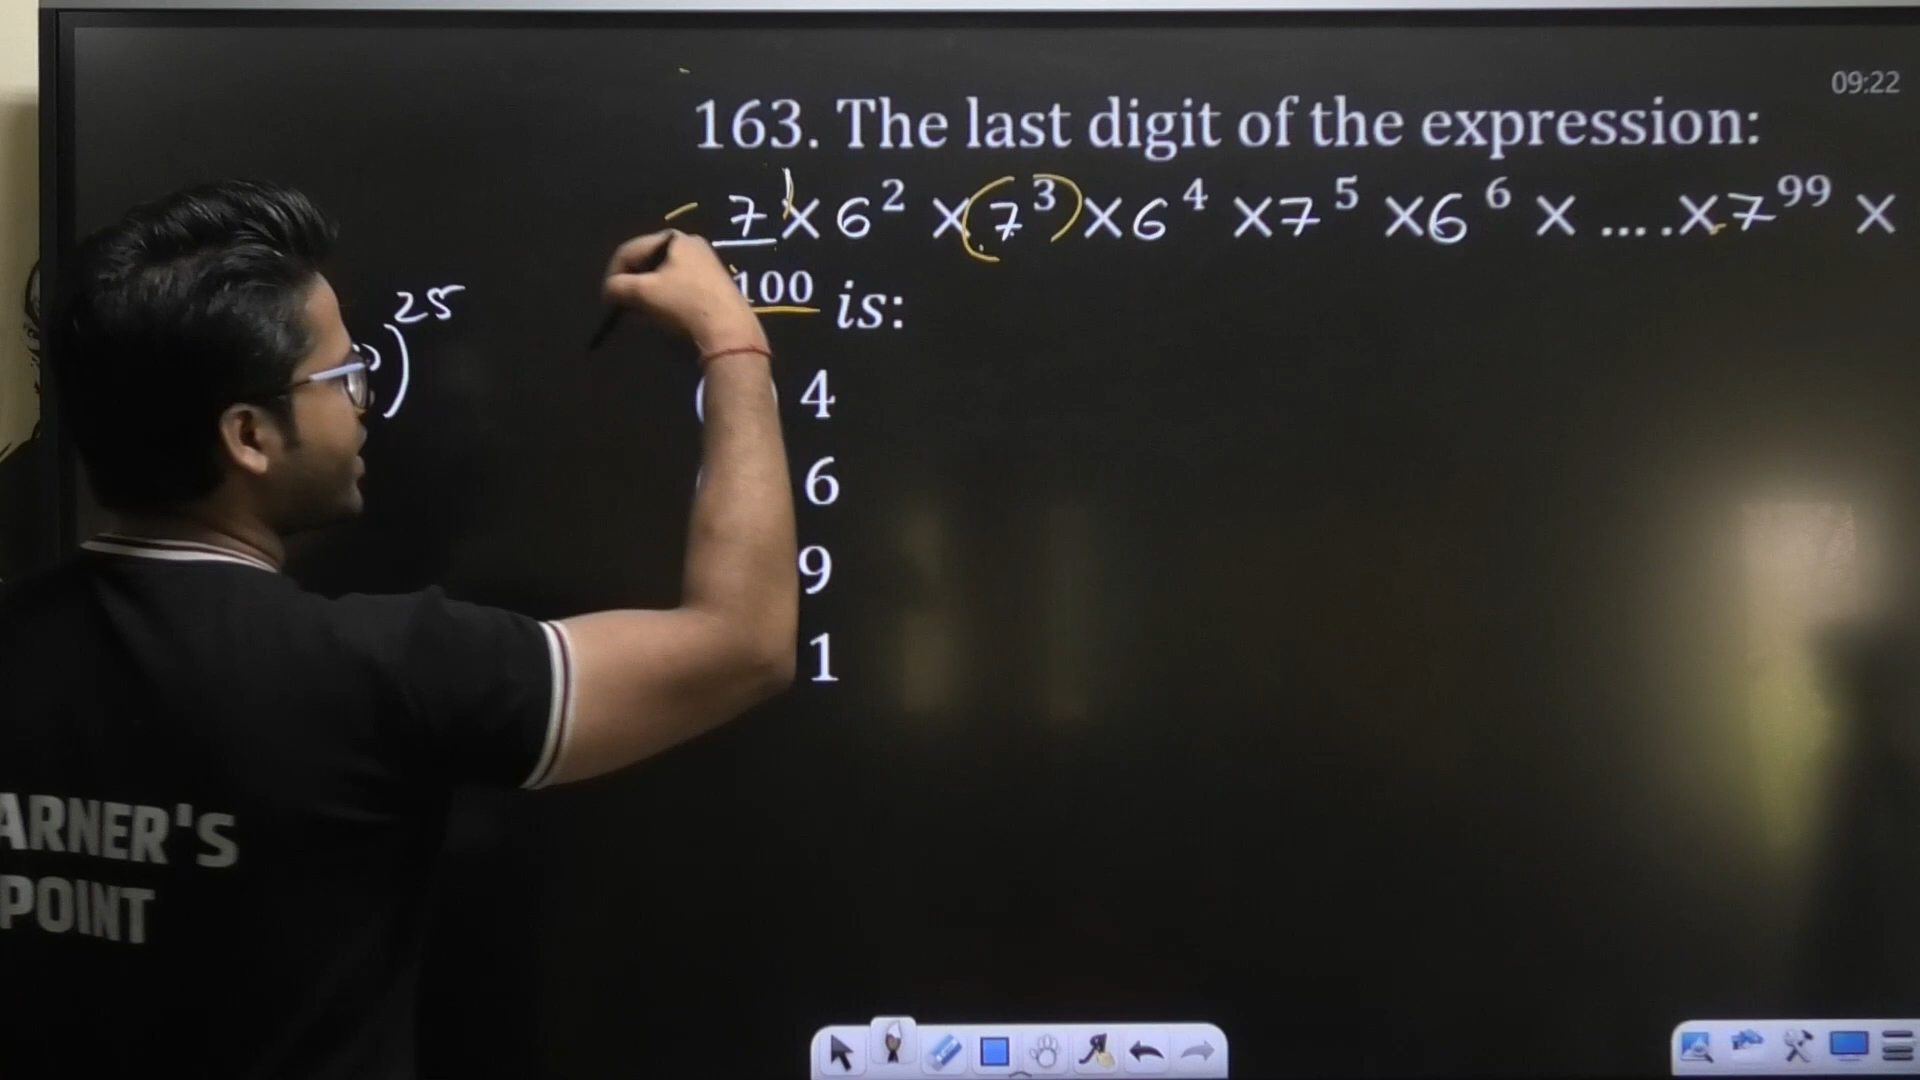 09:22
163. The last digit of the expression:
7¹ × 6² × (7³) × 6⁴ × 7⁵ × 6⁶ × .... × 7⁹⁹ ×
¹⁰⁰ is:
)²⁵
4
6
9
1
ARNER'S
POINT